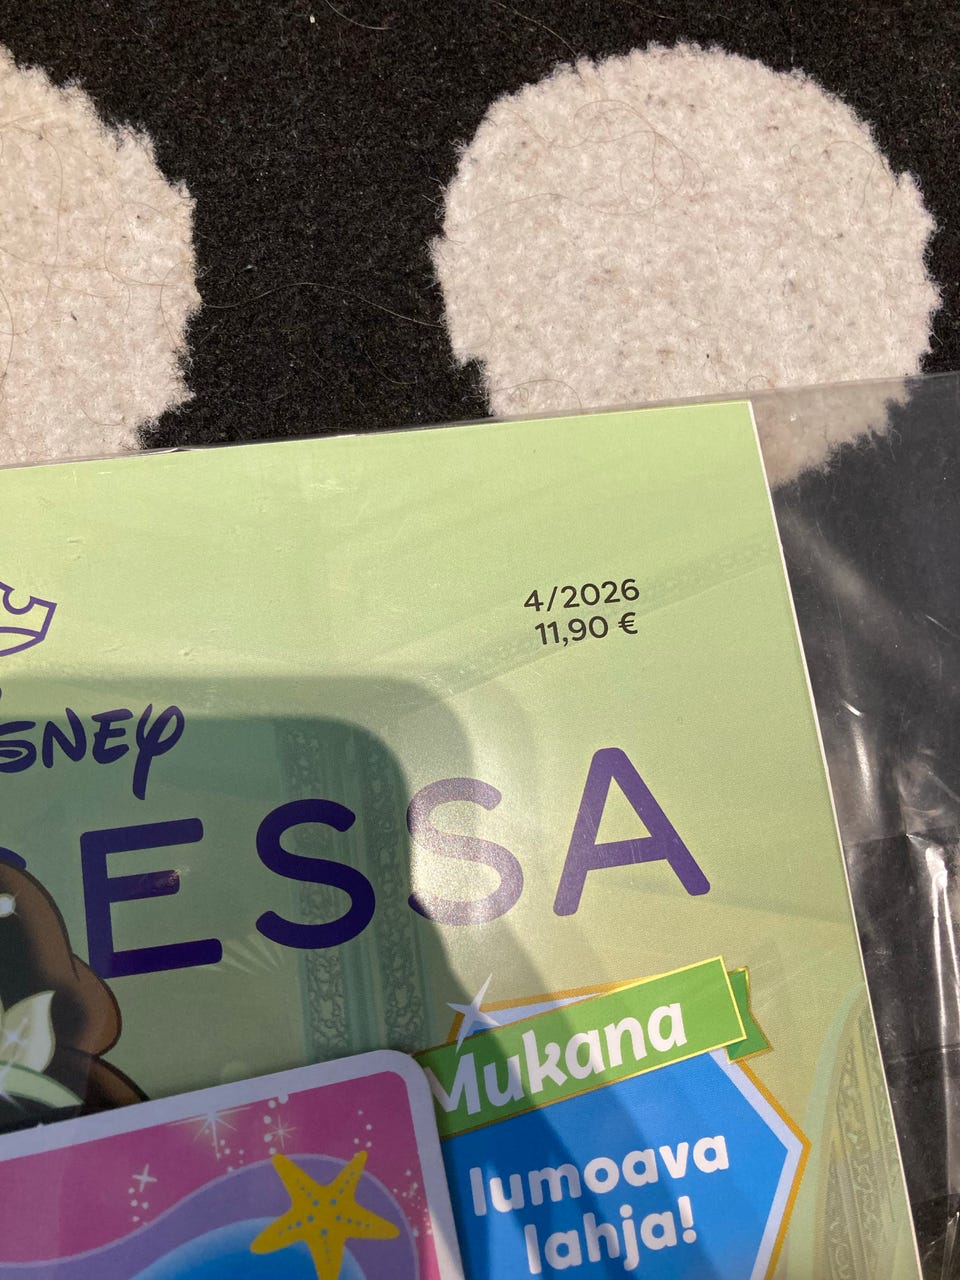 4/2026
11,90 €
SNEY
ESSA
Mukana
lumoava
lahja!